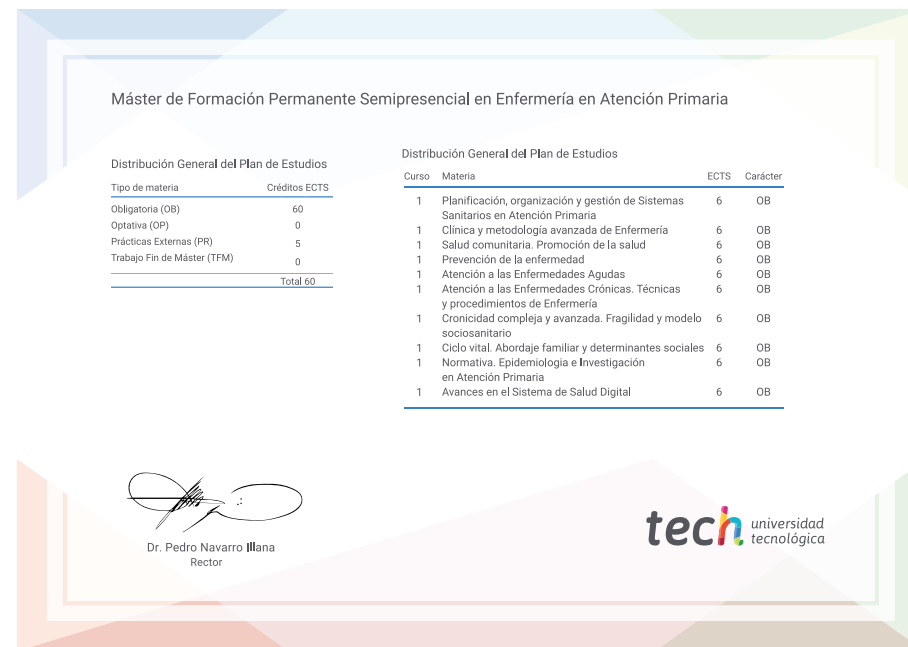 Máster de Formación Permanente Semipresencial en Enfermería en Atención Primaria
Distribución General del Plan de Estudios
Tipo de materia Créditos ECTS
Obligatoria (OB) 60
Optativa (OP) 0
Prácticas Externas (PR) 5
Trabajo Fin de Máster (TFM) 0
Total 60
Distribución General del Plan de Estudios
Curso Materia ECTS Carácter
1 Planificación, organización y gestión de Sistemas 6 OB
Sanitarios en Atención Primaria
1 Clínica y metodología avanzada de Enfermería 6 OB
1 Salud comunitaria. Promoción de la salud 6 OB
1 Prevención de la enfermedad 6 OB
1 Atención a las Enfermedades Agudas 6 OB
1 Atención a las Enfermedades Crónicas. Técnicas 6 OB
y procedimientos de Enfermería
1 Cronicidad compleja y avanzada. Fragilidad y modelo 6 OB
sociosanitario
1 Ciclo vital. Abordaje familiar y determinantes sociales 6 OB
1 Normativa. Epidemiologia e Investigación 6 OB
en Atención Primaria
1 Avances en el Sistema de Salud Digital 6 OB
Dr. Pedro Navarro Illana
Rector
tech universidad
tecnológica